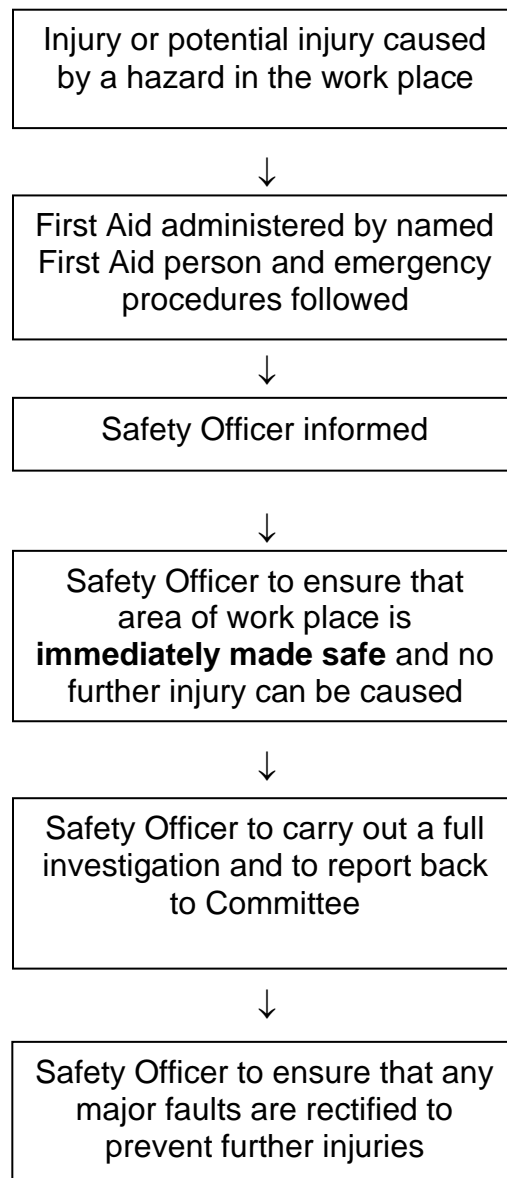 Injury or potential injury caused
by a hazard in the work place
↓
First Aid administered by named
First Aid person and emergency
procedures followed
↓
Safety Officer informed
↓
Safety Officer to ensure that
area of work place is
immediately made safe and no
further injury can be caused
↓
Safety Officer to carry out a full
investigation and to report back
to Committee
↓
Safety Officer to ensure that any
major faults are rectified to
prevent further injuries